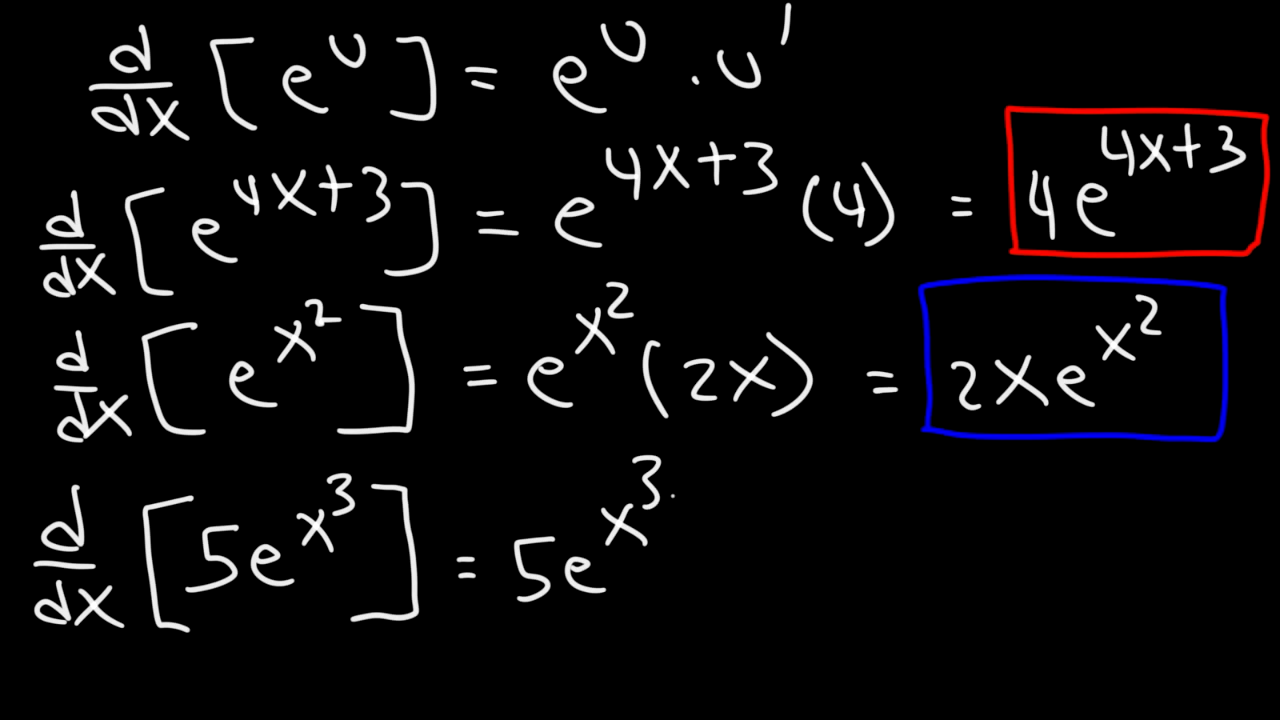 d/dx [e^u] = e^u · u'
d/dx [e^(4x+3)] = e^(4x+3) (4) = 4e^(4x+3)
d/dx [e^(x^2)] = e^(x^2) (2x) = 2xe^(x^2)
d/dx [5e^(x^3)] = 5e^(x^3)